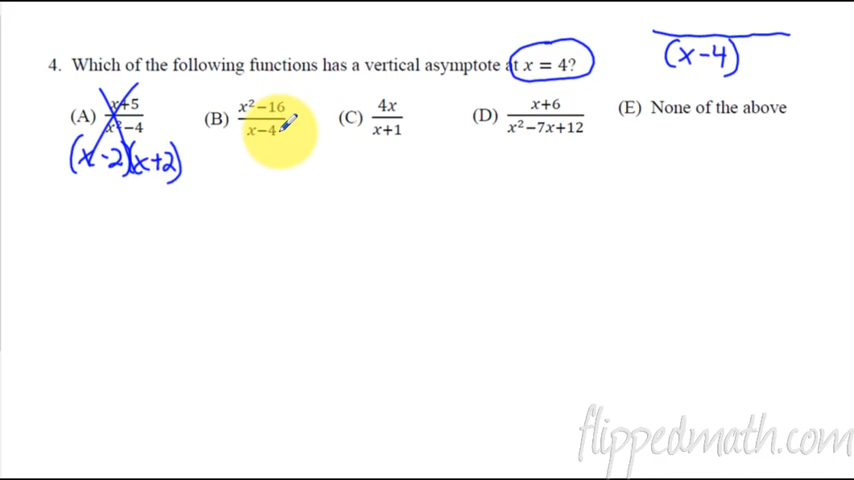 (x-4)
4. Which of the following functions has a vertical asymptote at x = 4?
(A) x+5/x²−4 (B) x²−16/x−4 (C) 4x/x+1 (D) x+6/x²−7x+12 (E) None of the above
(x-2)(x+2)
flippedmath.com